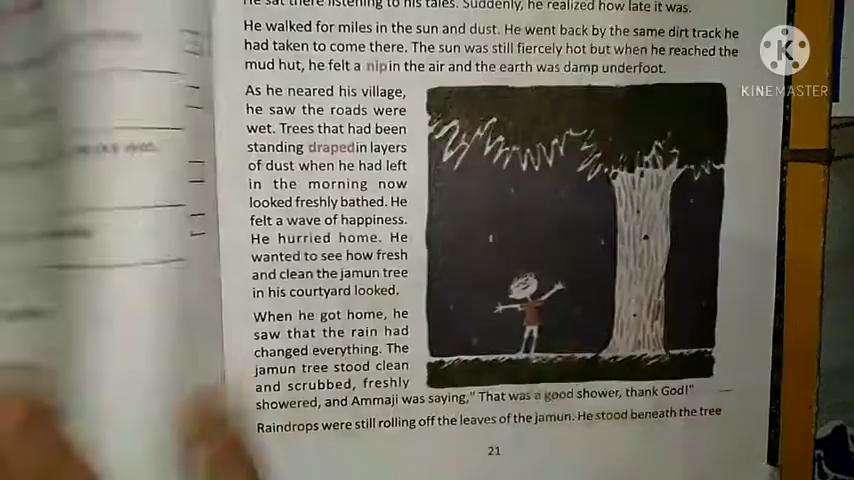 He sat there listening to his tales. Suddenly, he realized how late it was.
He walked for miles in the sun and dust. He went back by the same dirt track he
had taken to come there. The sun was still fiercely hot but when he reached the
mud hut, he felt a nip in the air and the earth was damp underfoot.
As he neared his village,
he saw the roads were
wet. Trees that had been
standing draped in layers
of dust when he had left
in the morning now
looked freshly bathed. He
felt a wave of happiness.
He hurried home. He
wanted to see how fresh
and clean the jamun tree
in his courtyard looked.
When he got home, he
saw that the rain had
changed everything. The
jamun tree stood clean
and scrubbed, freshly
showered, and Ammaji was saying," That was a good shower, thank God!"
Raindrops were still rolling off the leaves of the jamun. He stood beneath the tree
21
K
KINEMASTER